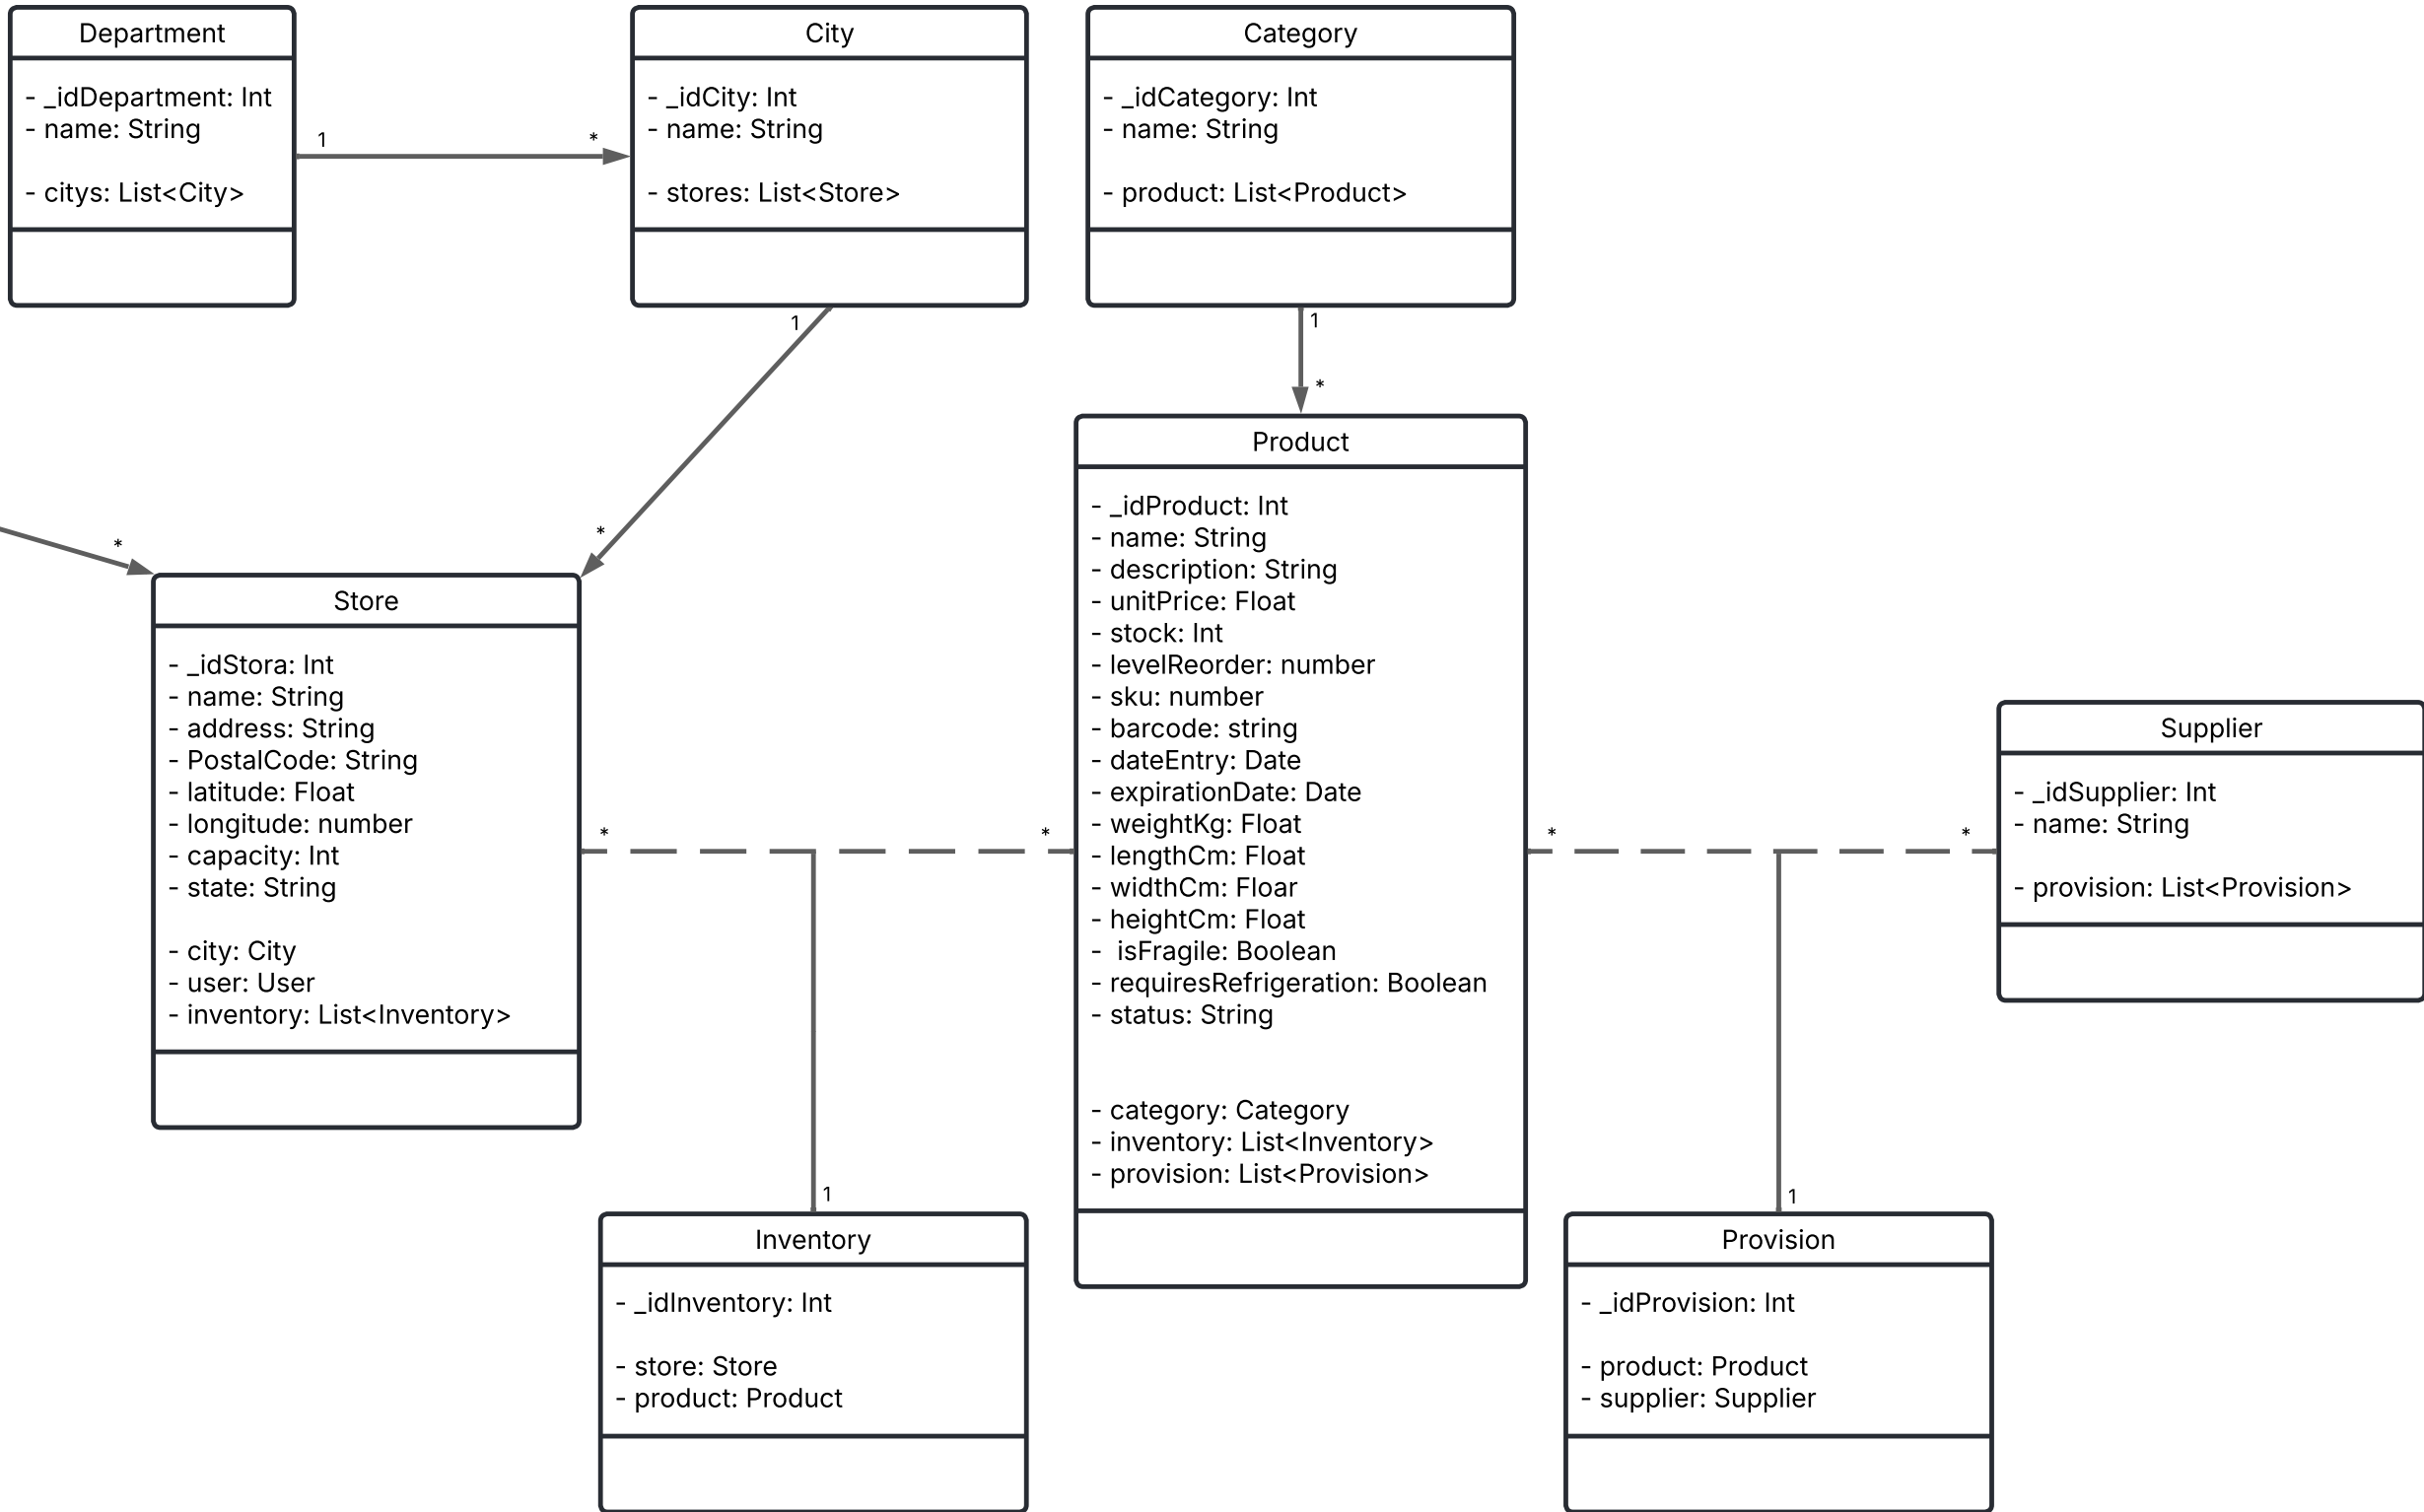 Department
- _idDepartment: Int
- name: String
- citys: List<City>
1
*
City
- _idCity: Int
- name: String
- stores: List<Store>
1
*
Category
- _idCategory: Int
- name: String
- product: List<Product>
1
*
*
Store
- _idStora: Int
- name: String
- address: String
- PostalCode: String
- latitude: Float
- longitude: number
- capacity: Int
- state: String
- city: City
- user: User
- inventory: List<Inventory>
*
*
Product
- _idProduct: Int
- name: String
- description: String
- unitPrice: Float
- stock: Int
- levelReorder: number
- sku: number
- barcode: string
- dateEntry: Date
- expirationDate: Date
- weightKg: Float
- lengthCm: Float
- widthCm: Floar
- heightCm: Float
-  isFragile: Boolean
- requiresRefrigeration: Boolean
- status: String
- category: Category
- inventory: List<Inventory>
- provision: List<Provision>
*
*
Supplier
- _idSupplier: Int
- name: String
- provision: List<Provision>
1
Inventory
- _idInventory: Int
- store: Store
- product: Product
1
Provision
- _idProvision: Int
- product: Product
- supplier: Supplier